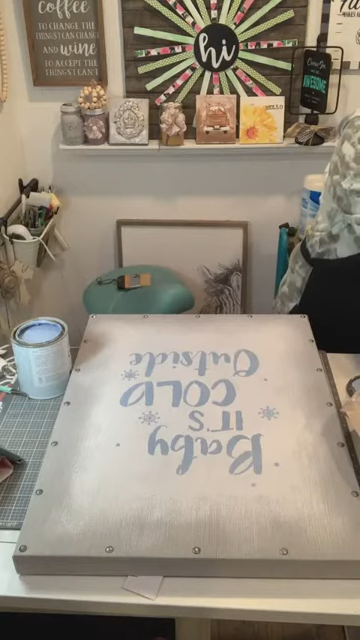 coffee
TO CHANGE THE
THINGS I CAN
AND wine
TO ACCEPT THE
THINGS I CAN'T
hi
HELLO
AWESOME
Baby
IT'S
COLD
Outside